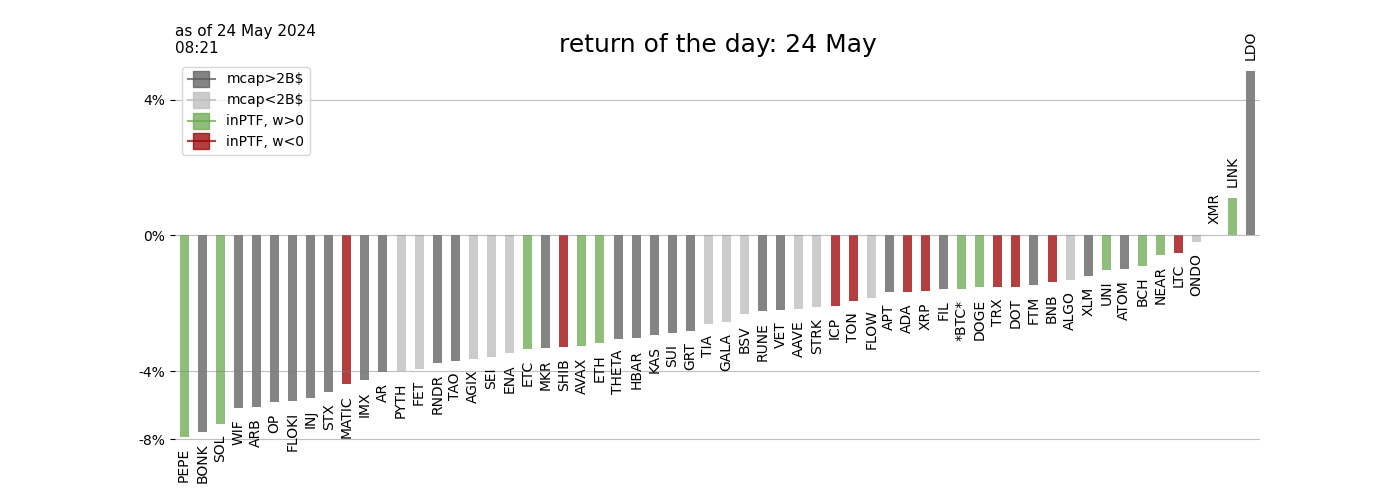 as of 24 May 2024
08:21
return of the day: 24 May
mcap>2B$
mcap<2B$
inPTF, w>0
inPTF, w<0
4%
0%
-4%
-8%
PEPE
BONK
SOL
WIF
ARB
OP
FLOKI
INJ
STX
MATIC
IMX
AR
PYTH
FET
RNDR
TAO
AGIX
SEI
ENA
ETC
MKR
SHIB
AVAX
ETH
THETA
HBAR
KAS
SUI
GRT
TIA
GALA
BSV
RUNE
VET
AAVE
STRK
ICP
TON
FLOW
APT
ADA
XRP
FIL
*BTC*
DOGE
TRX
DOT
FTM
BNB
ALGO
XLM
UNI
ATOM
BCH
NEAR
LTC
ONDO
XMR
LINK
LDO